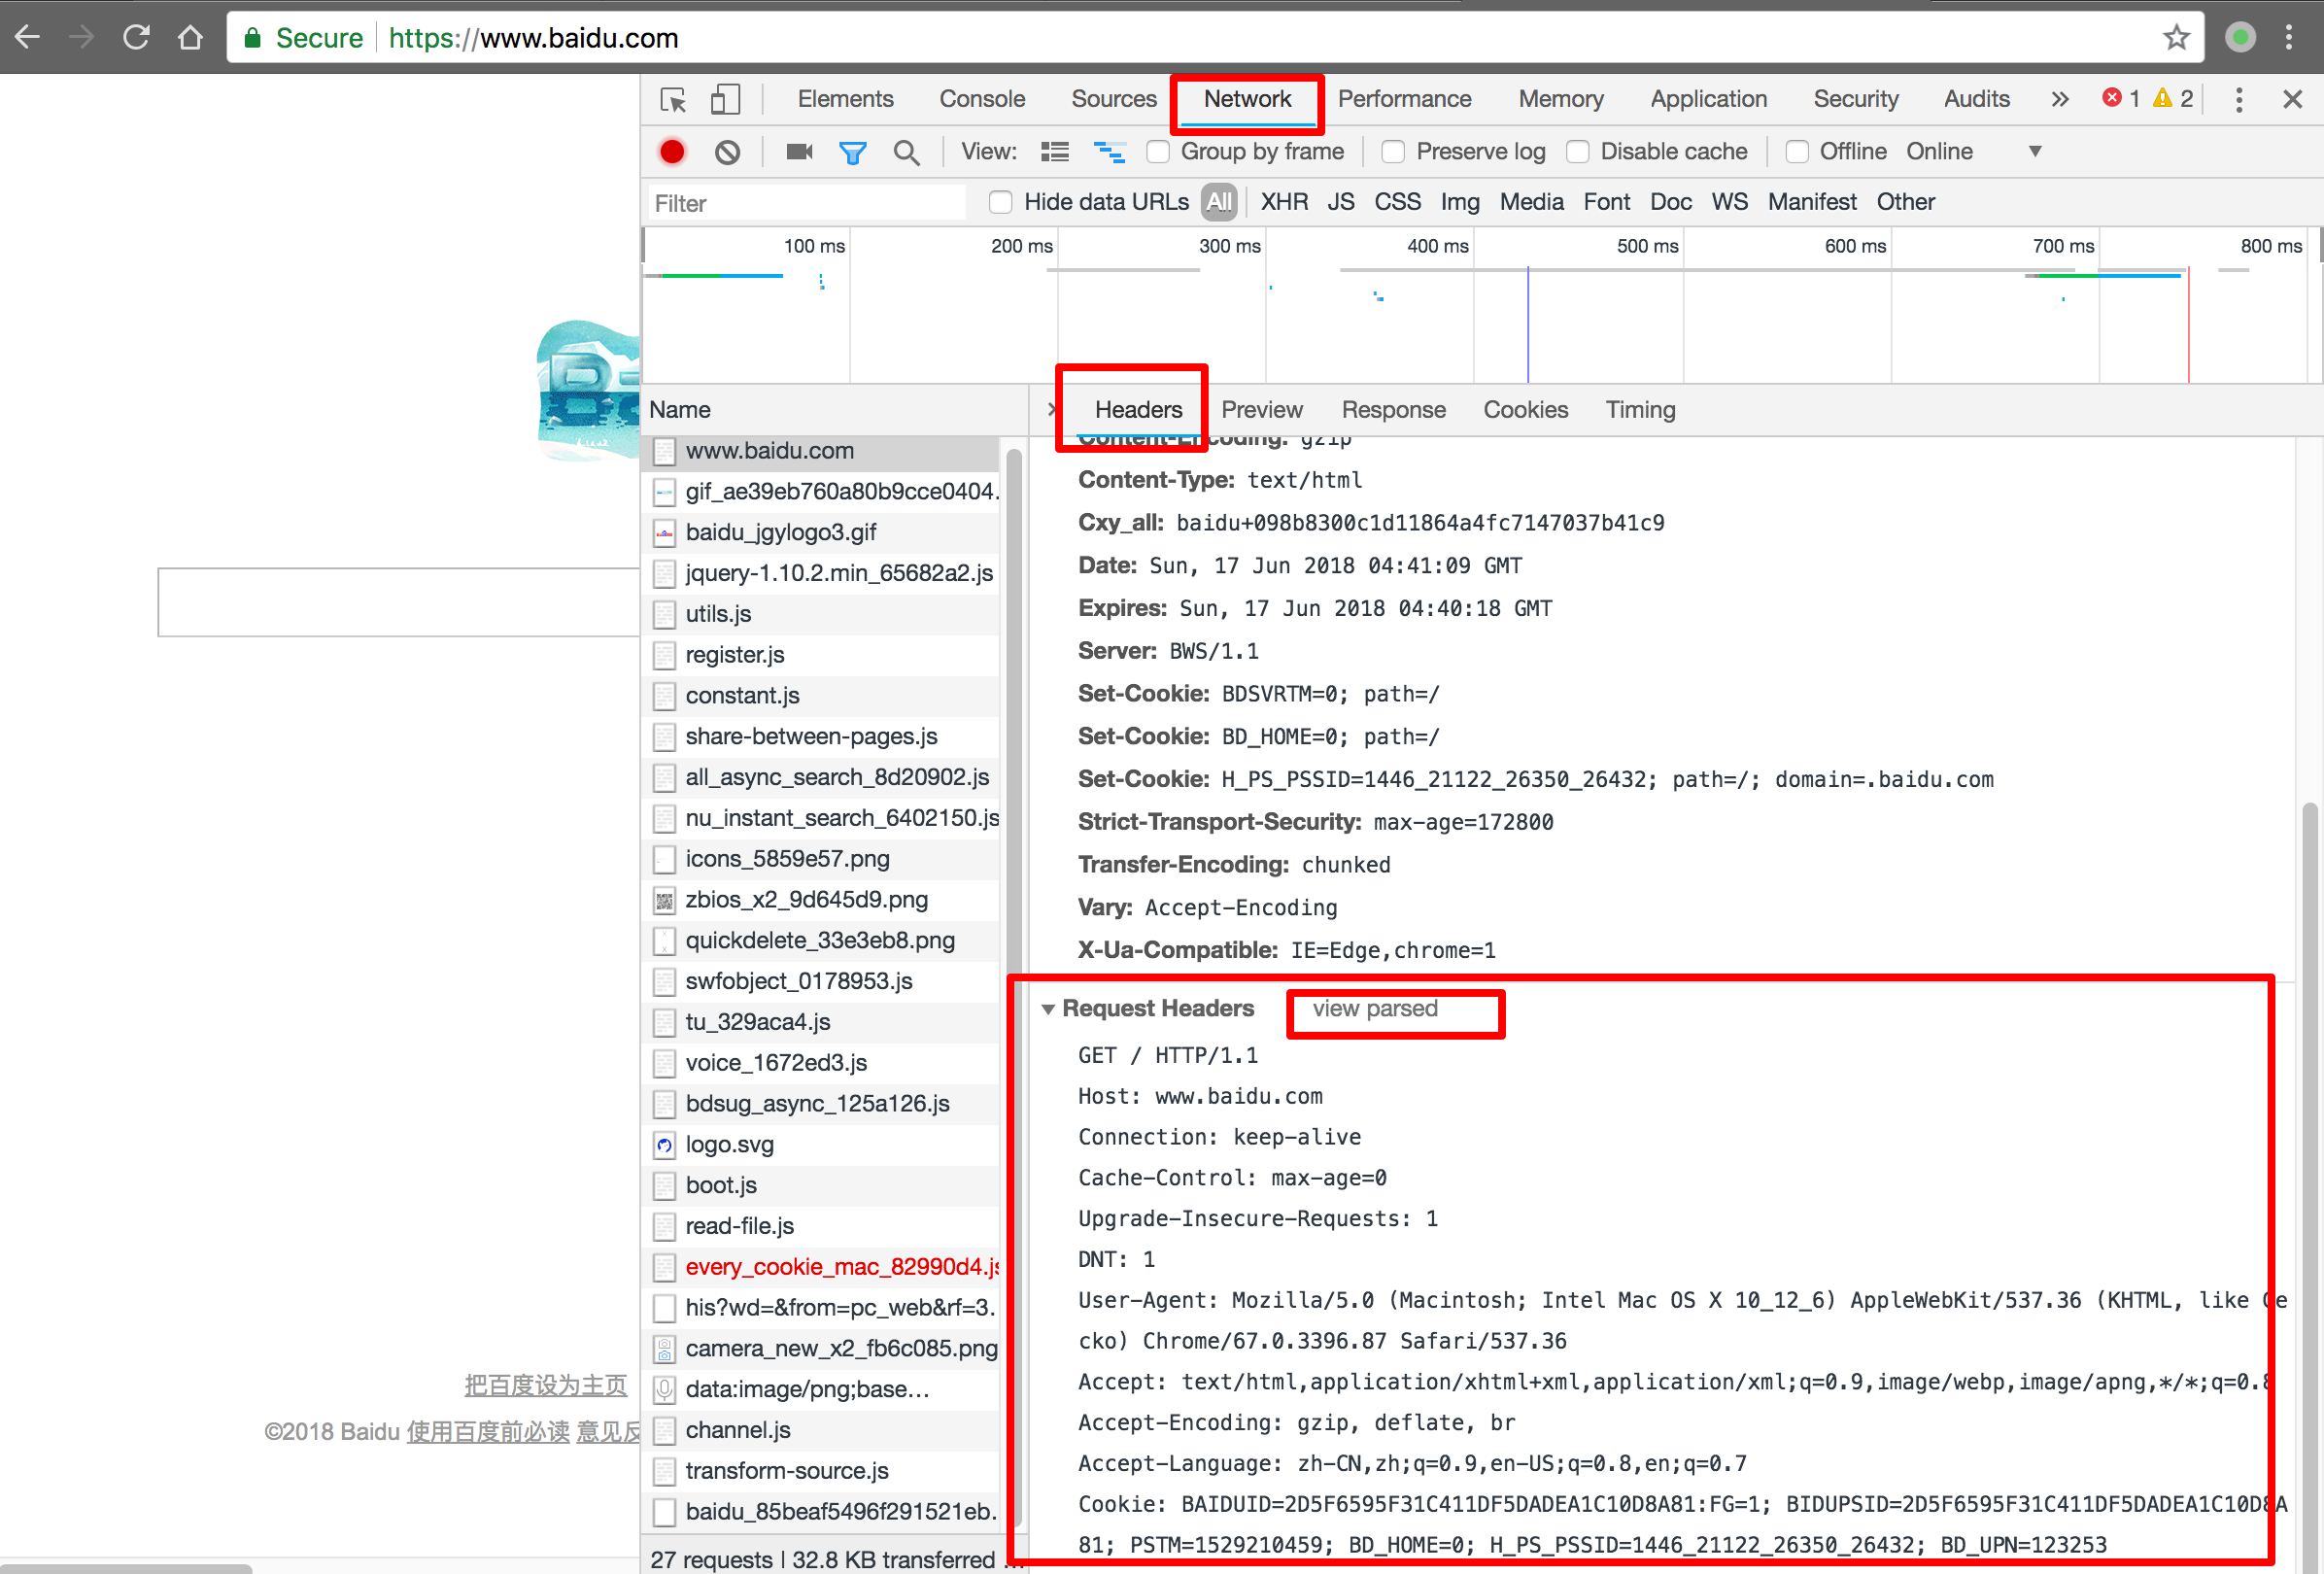 Secure https://www.baidu.com
Elements Console Sources Network Performance Memory Application Security Audits » 1 2
View: Group by frame Preserve log Disable cache Offline Online
Filter Hide data URLs All XHR JS CSS Img Media Font Doc WS Manifest Other
100 ms 200 ms 300 ms 400 ms 500 ms 600 ms 700 ms 800 ms
Name
www.baidu.com
gif_ae39eb760a80b9cce0404.
baidu_jgylogo3.gif
jquery-1.10.2.min_65682a2.js
utils.js
register.js
constant.js
share-between-pages.js
all_async_search_8d20902.js
nu_instant_search_6402150.js
icons_5859e57.png
zbios_x2_9d645d9.png
quickdelete_33e3eb8.png
swfobject_0178953.js
tu_329aca4.js
voice_1672ed3.js
bdsug_async_125a126.js
logo.svg
boot.js
read-file.js
every_cookie_mac_82990d4.js
his?wd=&from=pc_web&rf=3.
camera_new_x2_fb6c085.png
data:image/png;base…
channel.js
transform-source.js
baidu_85beaf5496f291521eb.
27 requests | 32.8 KB transferred ...
Headers Preview Response Cookies Timing
Content-Encoding: gzip
Content-Type: text/html
Cxy_all: baidu+098b8300c1d11864a4fc7147037b41c9
Date: Sun, 17 Jun 2018 04:41:09 GMT
Expires: Sun, 17 Jun 2018 04:40:18 GMT
Server: BWS/1.1
Set-Cookie: BDSVRTM=0; path=/
Set-Cookie: BD_HOME=0; path=/
Set-Cookie: H_PS_PSSID=1446_21122_26350_26432; path=/; domain=.baidu.com
Strict-Transport-Security: max-age=172800
Transfer-Encoding: chunked
Vary: Accept-Encoding
X-Ua-Compatible: IE=Edge,chrome=1
Request Headers view parsed
GET / HTTP/1.1
Host: www.baidu.com
Connection: keep-alive
Cache-Control: max-age=0
Upgrade-Insecure-Requests: 1
DNT: 1
User-Agent: Mozilla/5.0 (Macintosh; Intel Mac OS X 10_12_6) AppleWebKit/537.36 (KHTML, like Ge
cko) Chrome/67.0.3396.87 Safari/537.36
Accept: text/html,application/xhtml+xml,application/xml;q=0.9,image/webp,image/apng,*/*;q=0.8
Accept-Encoding: gzip, deflate, br
Accept-Language: zh-CN,zh;q=0.9,en-US;q=0.8,en;q=0.7
Cookie: BAIDUID=2D5F6595F31C411DF5DADEA1C10D8A81:FG=1; BIDUPSID=2D5F6595F31C411DF5DADEA1C10D8A
81; PSTM=1529210459; BD_HOME=0; H_PS_PSSID=1446_21122_26350_26432; BD_UPN=123253
把百度设为主页
©2018 Baidu 使用百度前必读 意见反